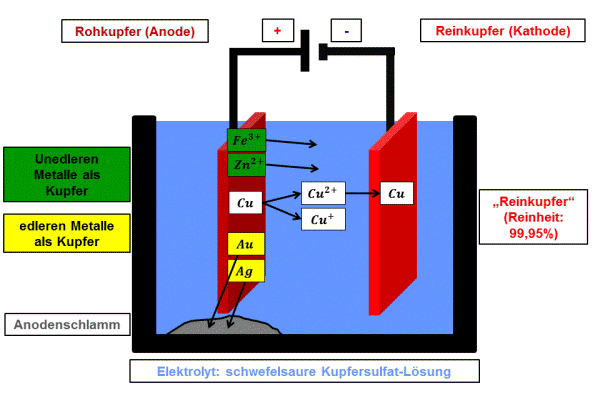 Rohkupfer (Anode)
+
-
Reinkupfer (Kathode)
Unedleren
Metalle als
Kupfer
edleren Metalle
als Kupfer
Anodenschlamm
Fe³⁺
Zn²⁺
Cu
Au
Ag
Cu²⁺
Cu⁺
Cu
„Reinkupfer“
(Reinheit:
99,95%)
Elektrolyt: schwefelsaure Kupfersulfat-Lösung